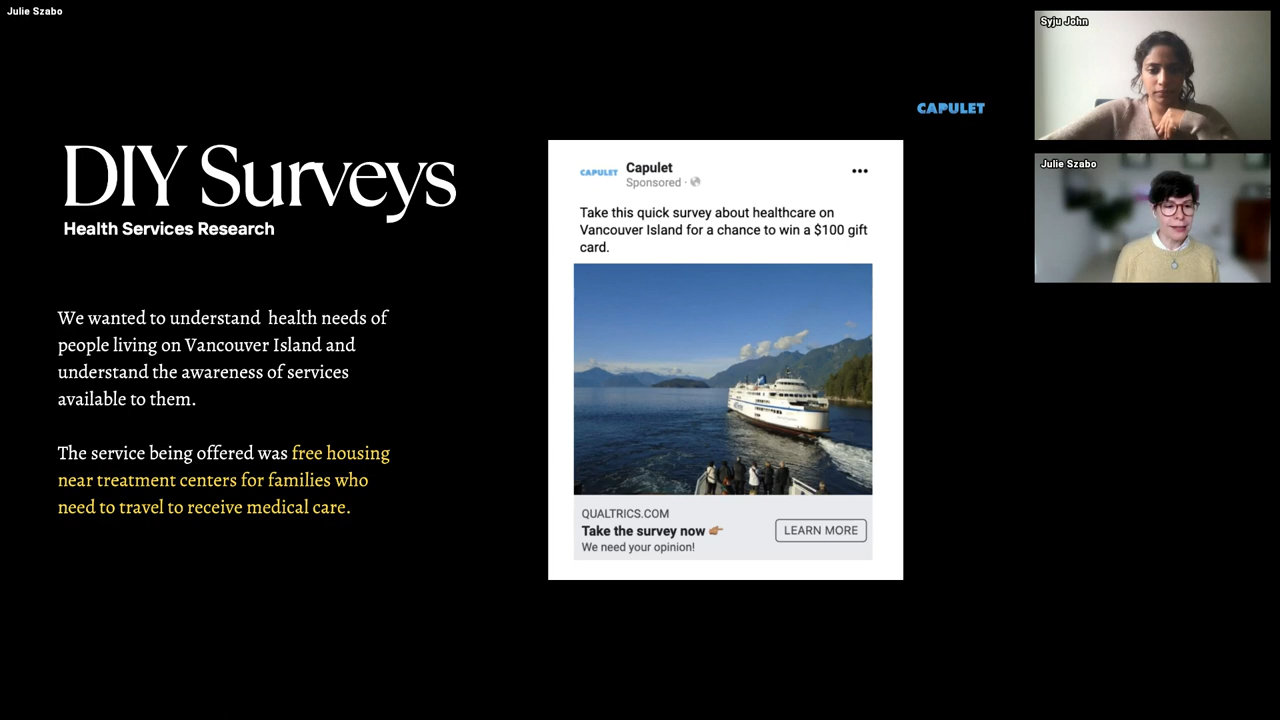 Julie Szabo
Syju John
CAPULET
DIY Surveys
Health Services Research
We wanted to understand  health needs of
people living on Vancouver Island and
understand the awareness of services
available to them.
The service being offered was free housing
near treatment centers for families who
need to travel to receive medical care.
CAPULET
Capulet
Sponsored ·
Take this quick survey about healthcare on
Vancouver Island for a chance to win a $100 gift
card.
QUALTRICS.COM
Take the survey now 👉🏽
We need your opinion!
LEARN MORE
Julie Szabo